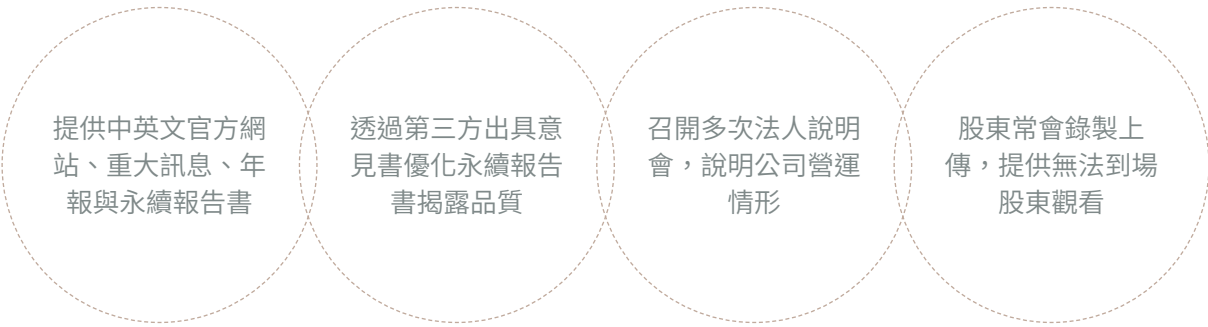 提供中英文官方網
站、重大訊息、年
報與永續報告書
透過第三方出具意
見書優化永續報告
書揭露品質
召開多次法人說明
會，說明公司營運
情形
股東常會錄製上
傳，提供無法到場
股東觀看